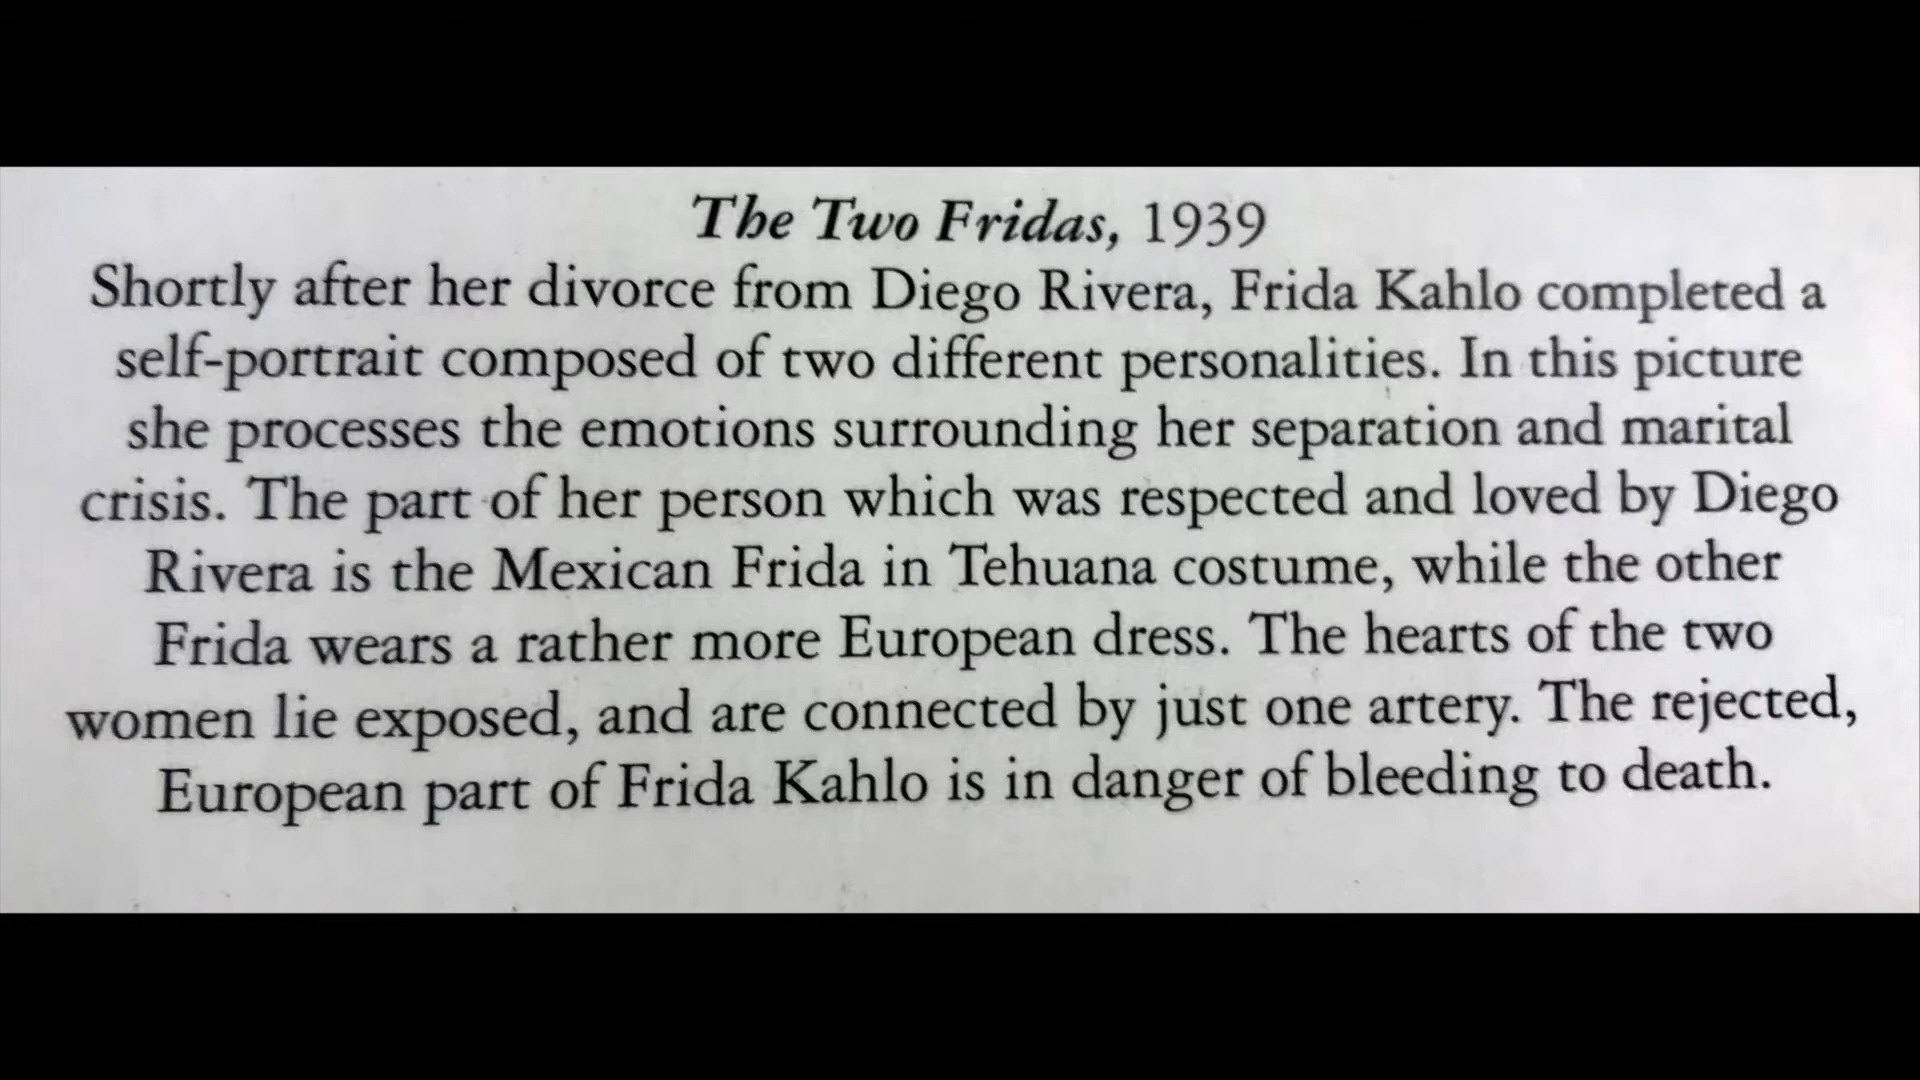 The Two Fridas, 1939
Shortly after her divorce from Diego Rivera, Frida Kahlo completed a
self-portrait composed of two different personalities. In this picture
she processes the emotions surrounding her separation and marital
crisis. The part of her person which was respected and loved by Diego
Rivera is the Mexican Frida in Tehuana costume, while the other
Frida wears a rather more European dress. The hearts of the two
women lie exposed, and are connected by just one artery. The rejected,
European part of Frida Kahlo is in danger of bleeding to death.